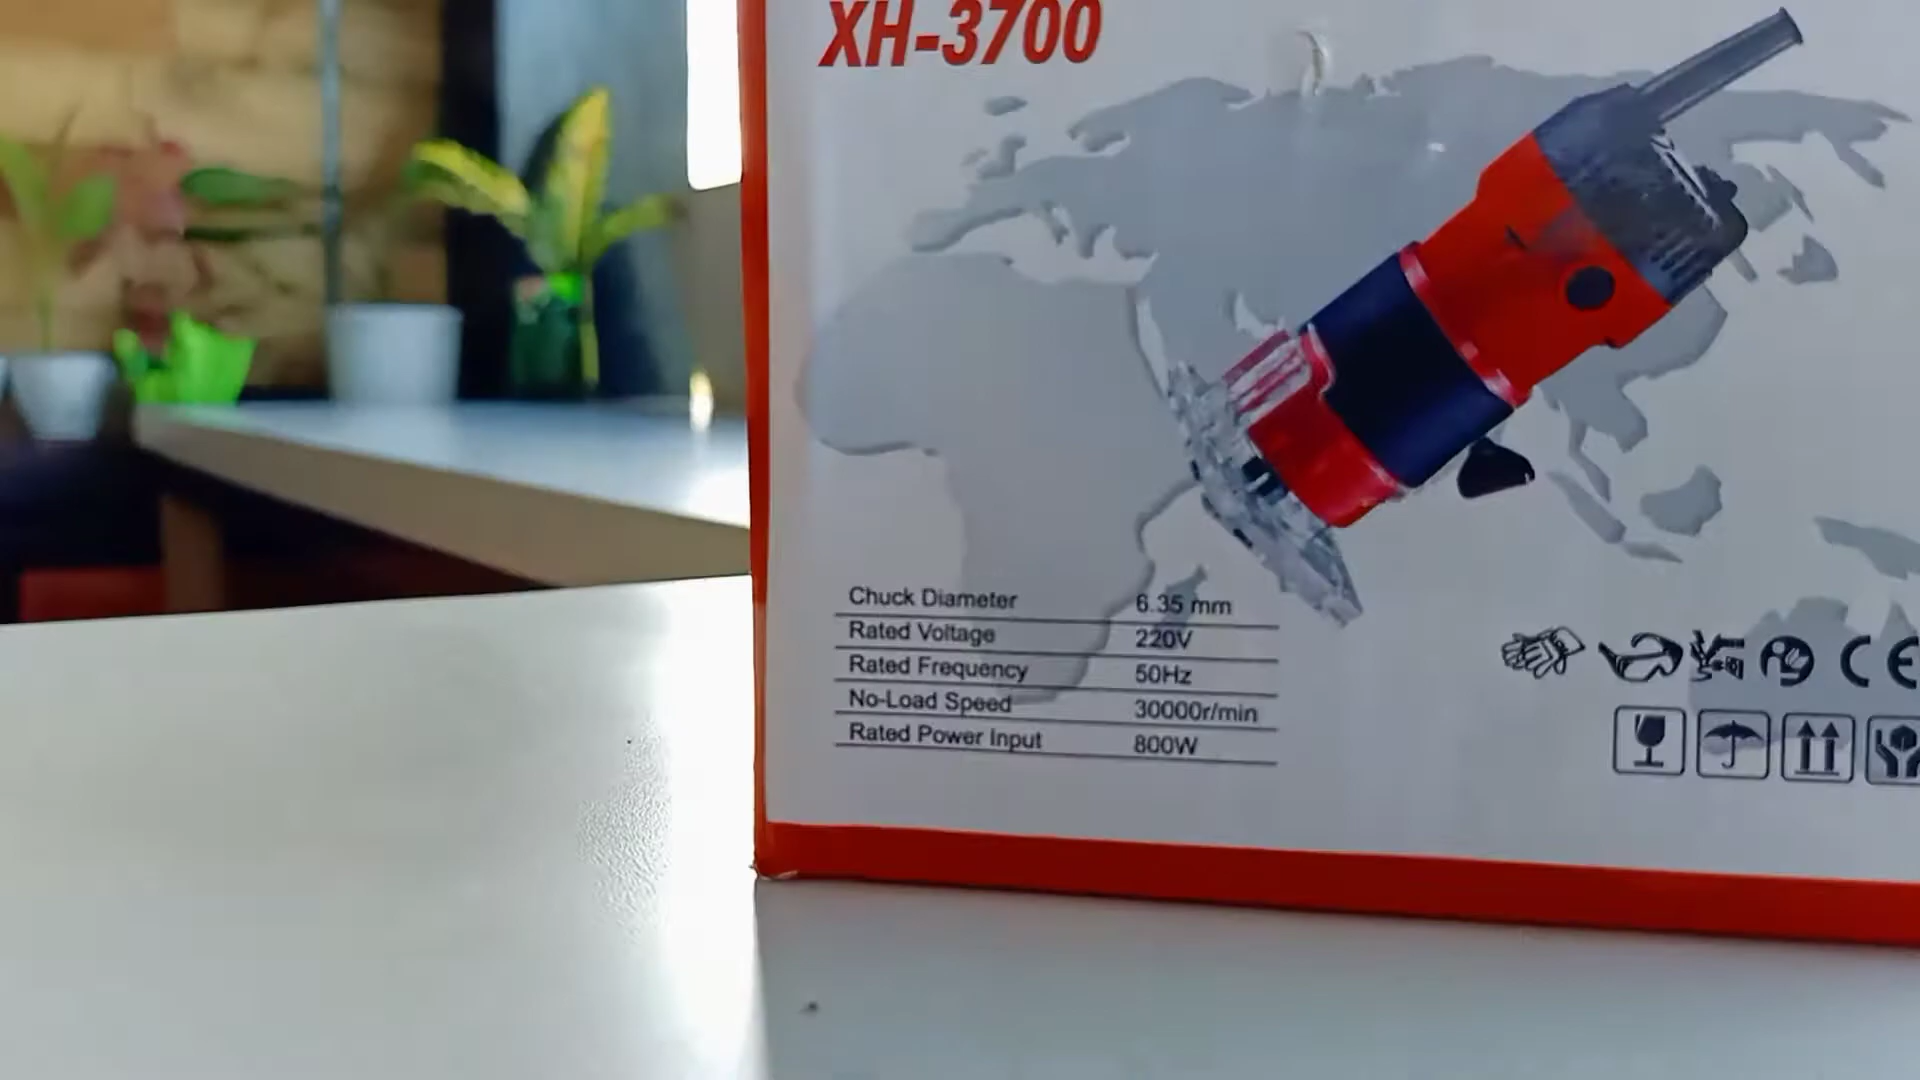 XH-3700
Chuck Diameter 6.35 mm
Rated Voltage 220V
Rated Frequency 50Hz
No-Load Speed 30000r/min
Rated Power Input 800W
CE